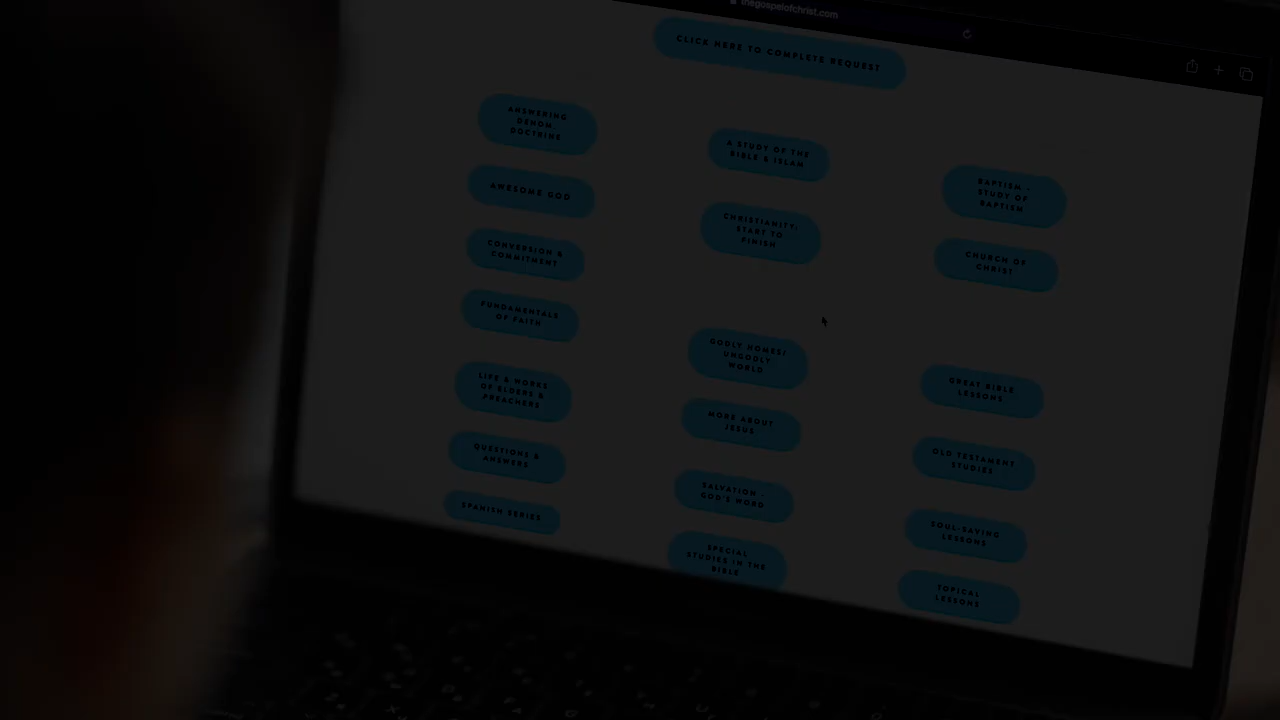 thegospelofchrist.com
CLICK HERE TO COMPLETE REQUEST
ANSWERING
DENOM.
DOCTRINE
A STUDY OF THE
BIBLE & ISLAM
BAPTISM -
STUDY OF
BAPTISM
AWESOME GOD
CHRISTIANITY:
START TO
FINISH
CHURCH OF
CHRIST
CONVERSION &
COMMITMENT
FUNDAMENTALS
OF FAITH
GODLY HOMES/
UNGODLY
WORLD
GREAT BIBLE
LESSONS
LIFE & WORKS
OF ELDERS &
PREACHERS
MORE ABOUT
JESUS
OLD TESTAMENT
STUDIES
QUESTIONS &
ANSWERS
SALVATION -
GOD'S WORD
SOUL-SAVING
LESSONS
SPANISH SERIES
SPECIAL
STUDIES IN THE
BIBLE
TOPICAL
LESSONS